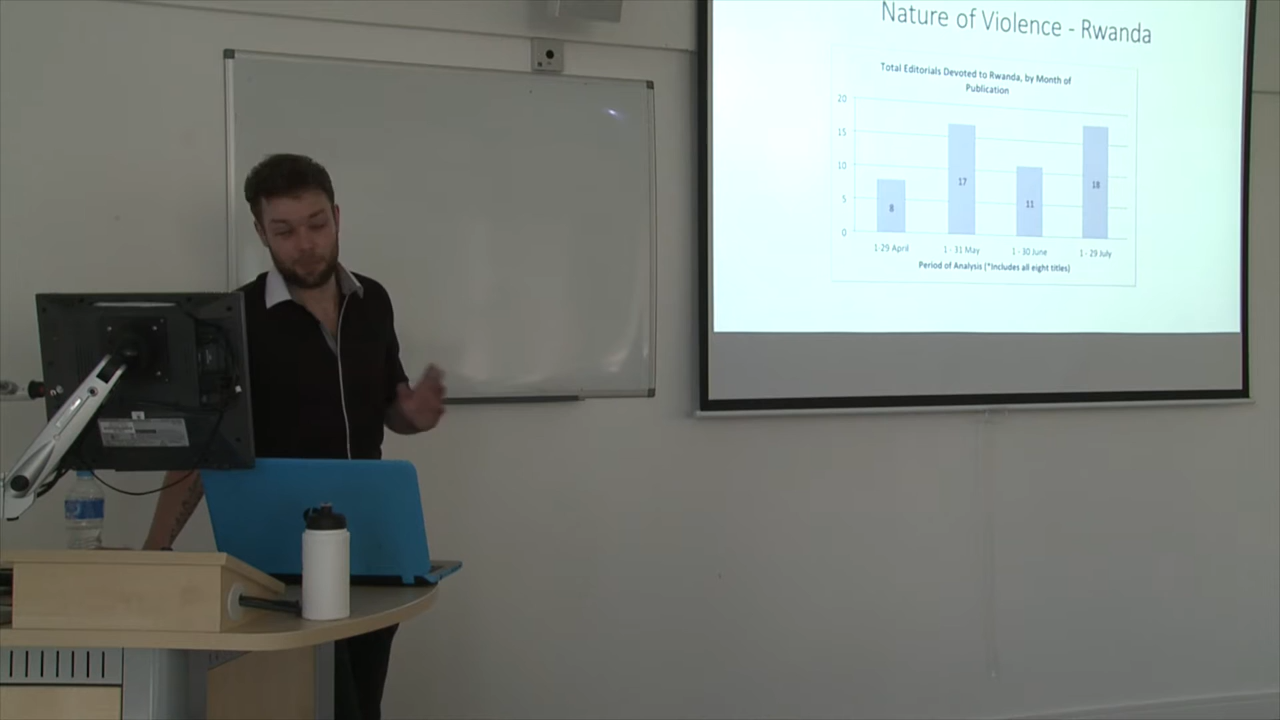 Nature of Violence - Rwanda
Total Editorials Devoted to Rwanda, by Month of
Publication
20
15
10
5
0
8
17
11
18
1-29 April
1 - 31 May
1 - 30 June
1 - 29 July
Period of Analysis (*Includes all eight titles)